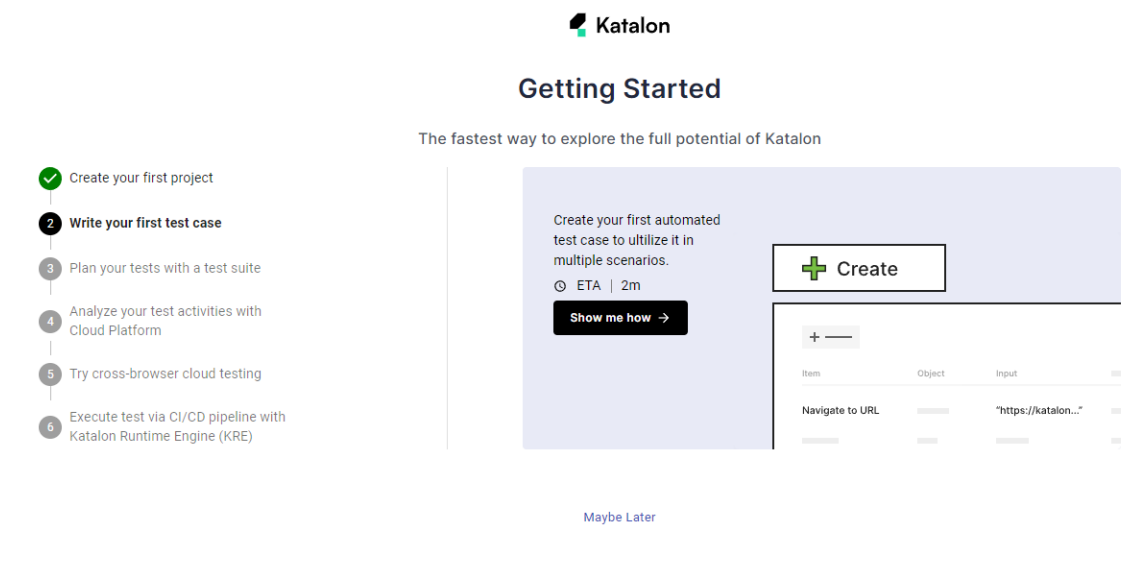 Katalon
Getting Started
The fastest way to explore the full potential of Katalon
Create your first project
2 Write your first test case
3 Plan your tests with a test suite
4 Analyze your test activities with
Cloud Platform
5 Try cross-browser cloud testing
6 Execute test via CI/CD pipeline with
Katalon Runtime Engine (KRE)
Create your first automated
test case to ultilize it in
multiple scenarios.
ETA | 2m
Show me how →
Create
Item Object Input
Navigate to URL "https://katalon..."
Maybe Later